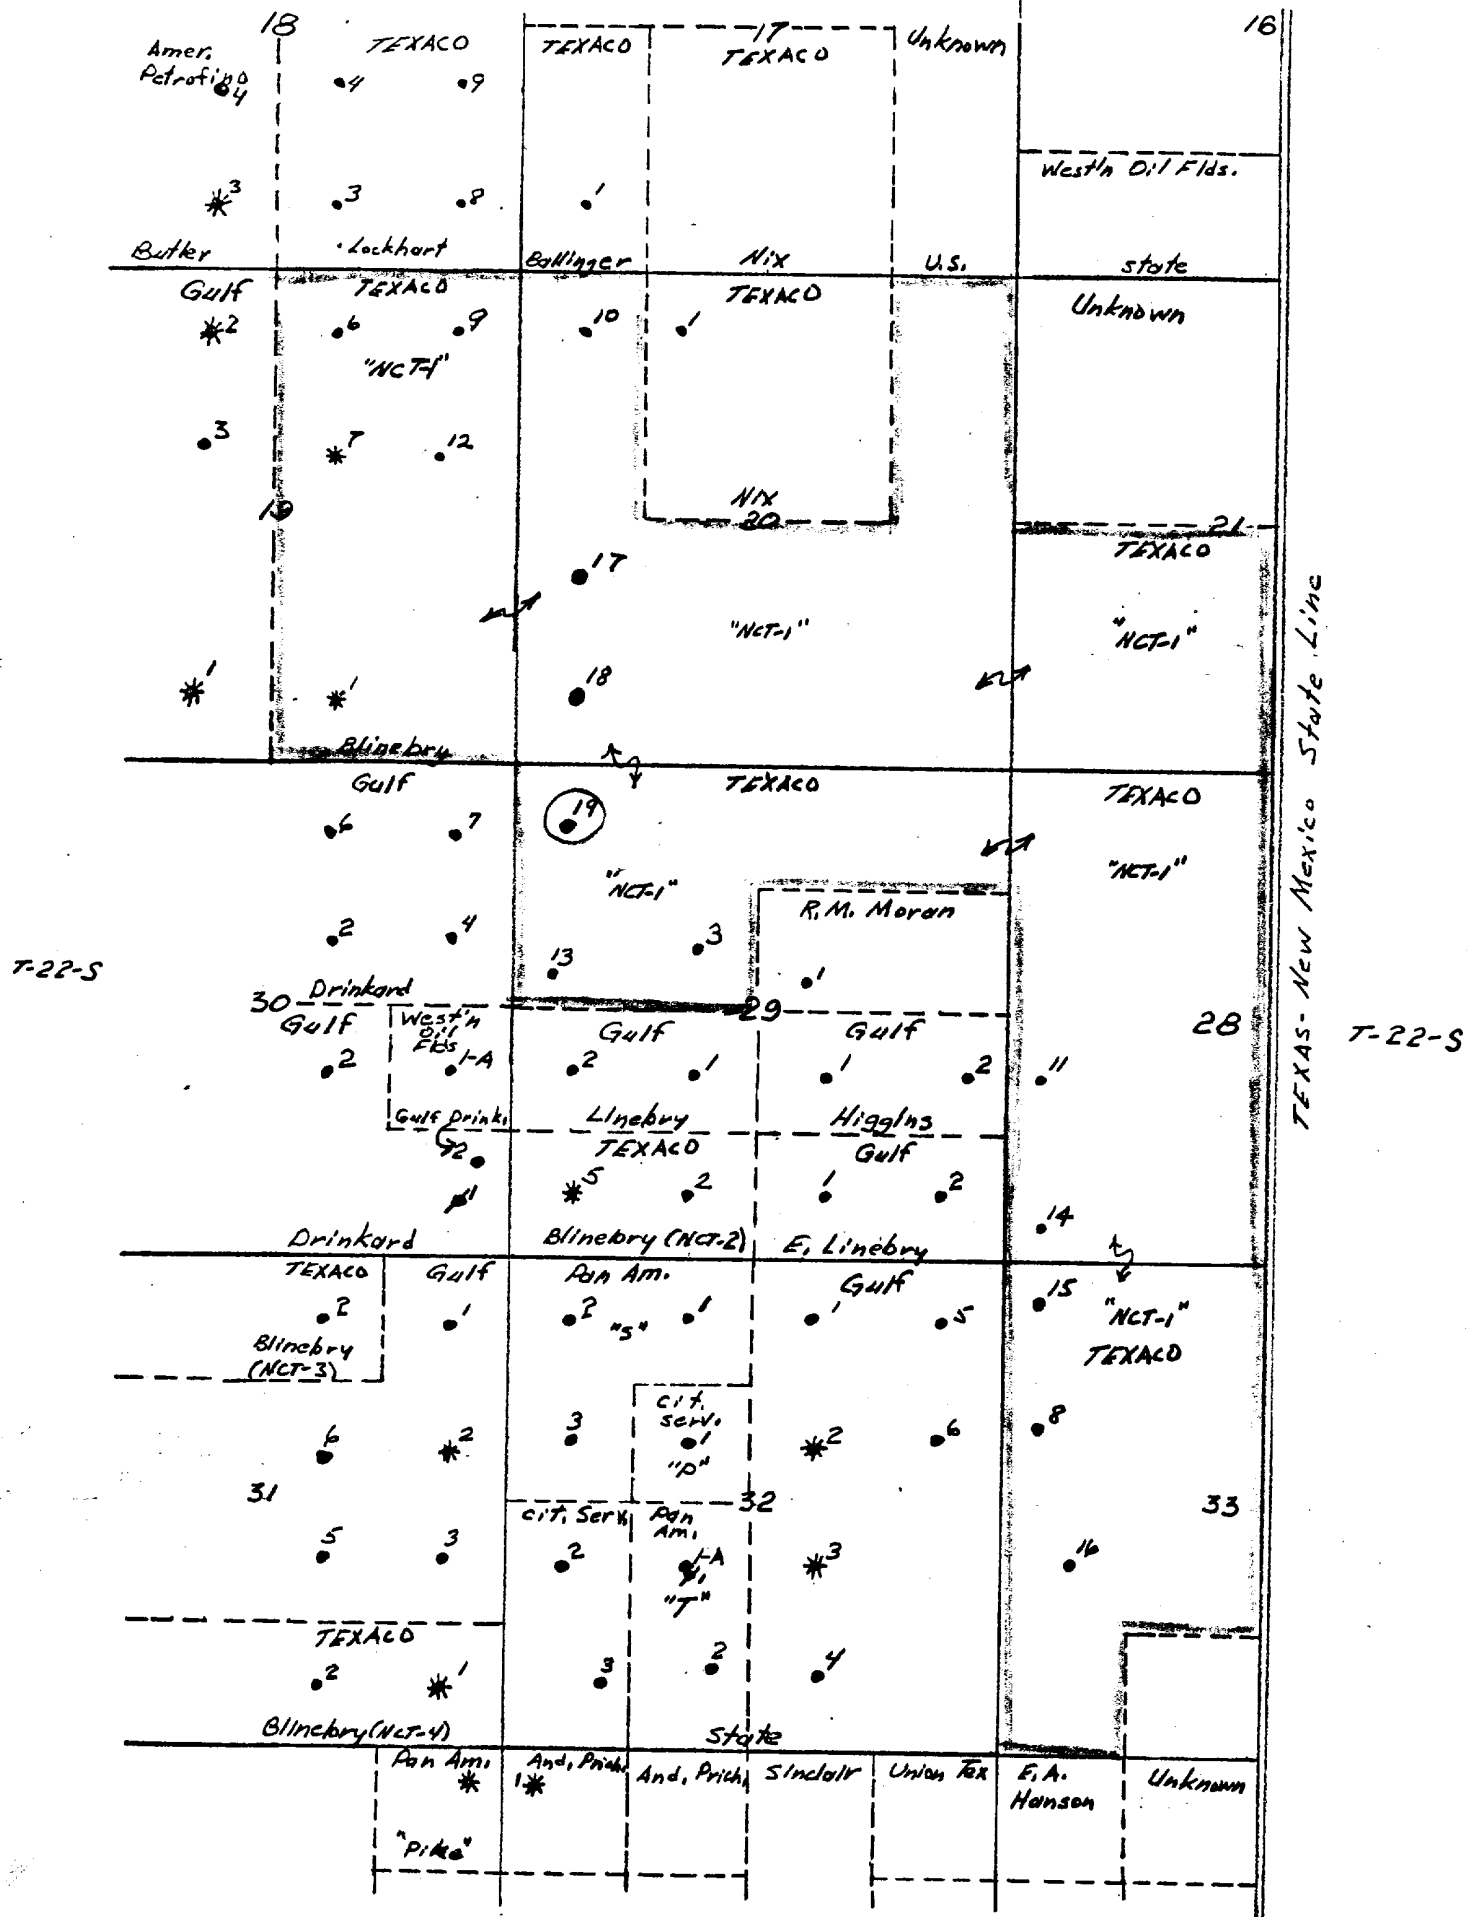 18
TEXACO
TEXACO
17
TEXACO
Unknown
16
Amer.
Petrofina
4
4
9
West'n Oil Flds.
3
3
8
1
Butler
Lockhart
Ballinger
Nix
U.S.
State
Gulf
TEXACO
TEXACO
Unknown
2
6
9
10
1
"NCT-1"
3
7
12
19
Nix
20
21
TEXACO
17
"NCT-1"
"NCT-1"
1
1
18
Blinebry
Gulf
TEXACO
TEXACO
6
7
19
"NCT-1"
"NCT-1"
R. M. Moran
2
4
13
3
1
T-22-S
Drinkard
30
29
28
T-22-S
TEXAS - New Mexico State Line
Gulf
West'n
Oil
Flds
Gulf
Gulf
2
1-A
2
1
1
2
11
Gulf Drink.
Linebry
Higgins
TEXACO
Gulf
2
1
5
2
1
2
14
Drinkard
Blinebry (NCT-2)
E. Linebry
TEXACO
Gulf
Pan Am.
Gulf
15
"NCT-1"
TEXACO
2
1
2
"S"
1
1
5
Blinebry
(NCT-3)
Cit.
Serv.
6
2
3
1
"P"
2
6
8
31
32
33
Cit. Serv.
Pan
Am.
5
3
2
1-A
1
"T"
3
16
TEXACO
2
1
3
2
4
Blinebry (NCT-4)
State
Pan Am.
And. Prich.
And. Prich.
Sinclair
Union Tex
E. A.
Hanson
Unknown
1
"Pike"